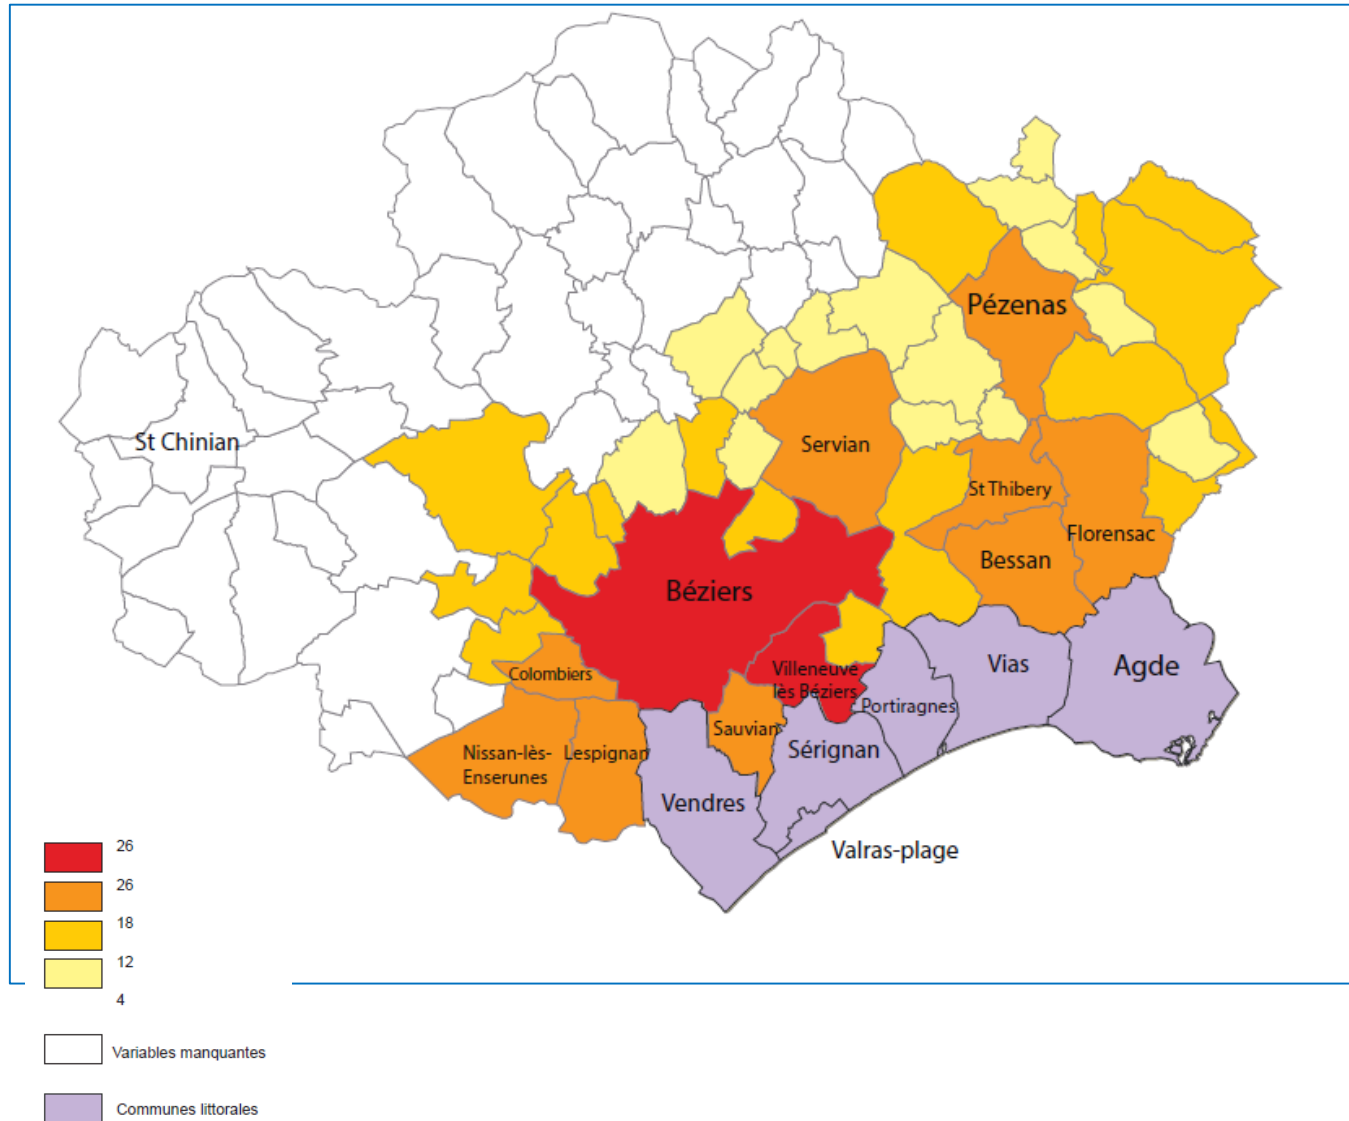 Pézenas
St Chinian
Servian
St Thibery
Florensac
Bessan
Béziers
Vias
Agde
Villeneuve
lès Béziers
Colombiers
Portiragnes
Sauvian
Sérignan
Nissan-lès-
Enserunes
Lespignan
Vendres
Valras-plage
26
26
18
12
4
Variables manquantes
Communes littorales